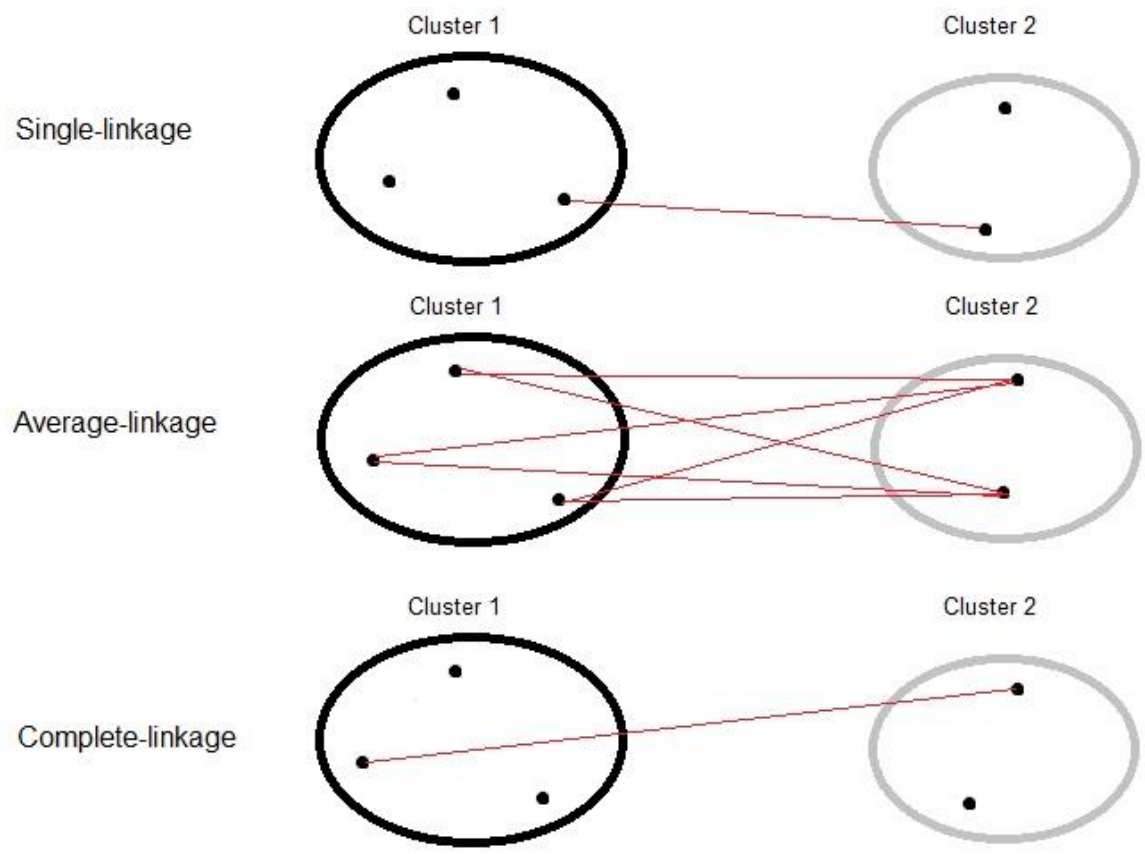 Cluster 1
Cluster 2
Single-linkage
Cluster 1
Cluster 2
Average-linkage
Cluster 1
Cluster 2
Complete-linkage